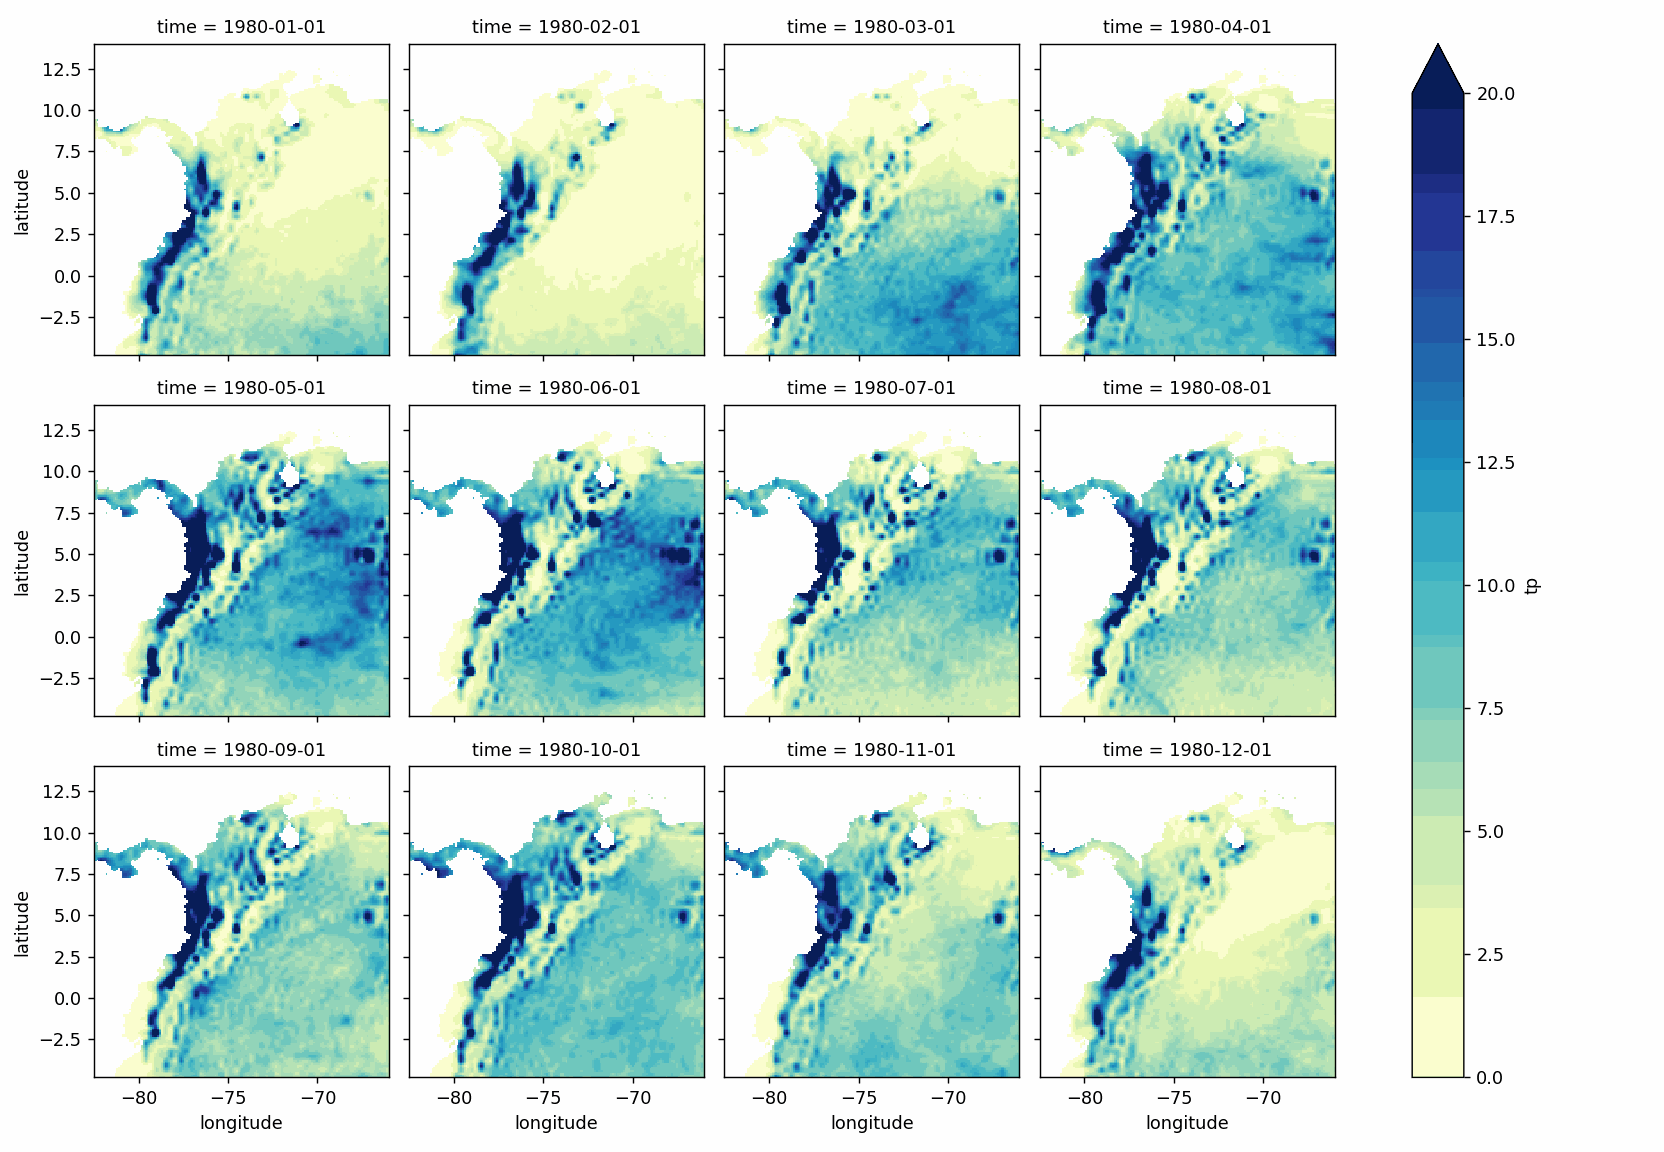 time = 1980-01-01
time = 1980-02-01
time = 1980-03-01
time = 1980-04-01
12.5
10.0
7.5
5.0
2.5
0.0
−2.5
latitude
time = 1980-05-01
time = 1980-06-01
time = 1980-07-01
time = 1980-08-01
12.5
10.0
7.5
5.0
2.5
0.0
−2.5
latitude
time = 1980-09-01
time = 1980-10-01
time = 1980-11-01
time = 1980-12-01
12.5
10.0
7.5
5.0
2.5
0.0
−2.5
latitude
−80 −75 −70
longitude
−80 −75 −70
longitude
−80 −75 −70
longitude
−80 −75 −70
longitude
20.0
17.5
15.0
12.5
10.0
7.5
5.0
2.5
0.0
tp